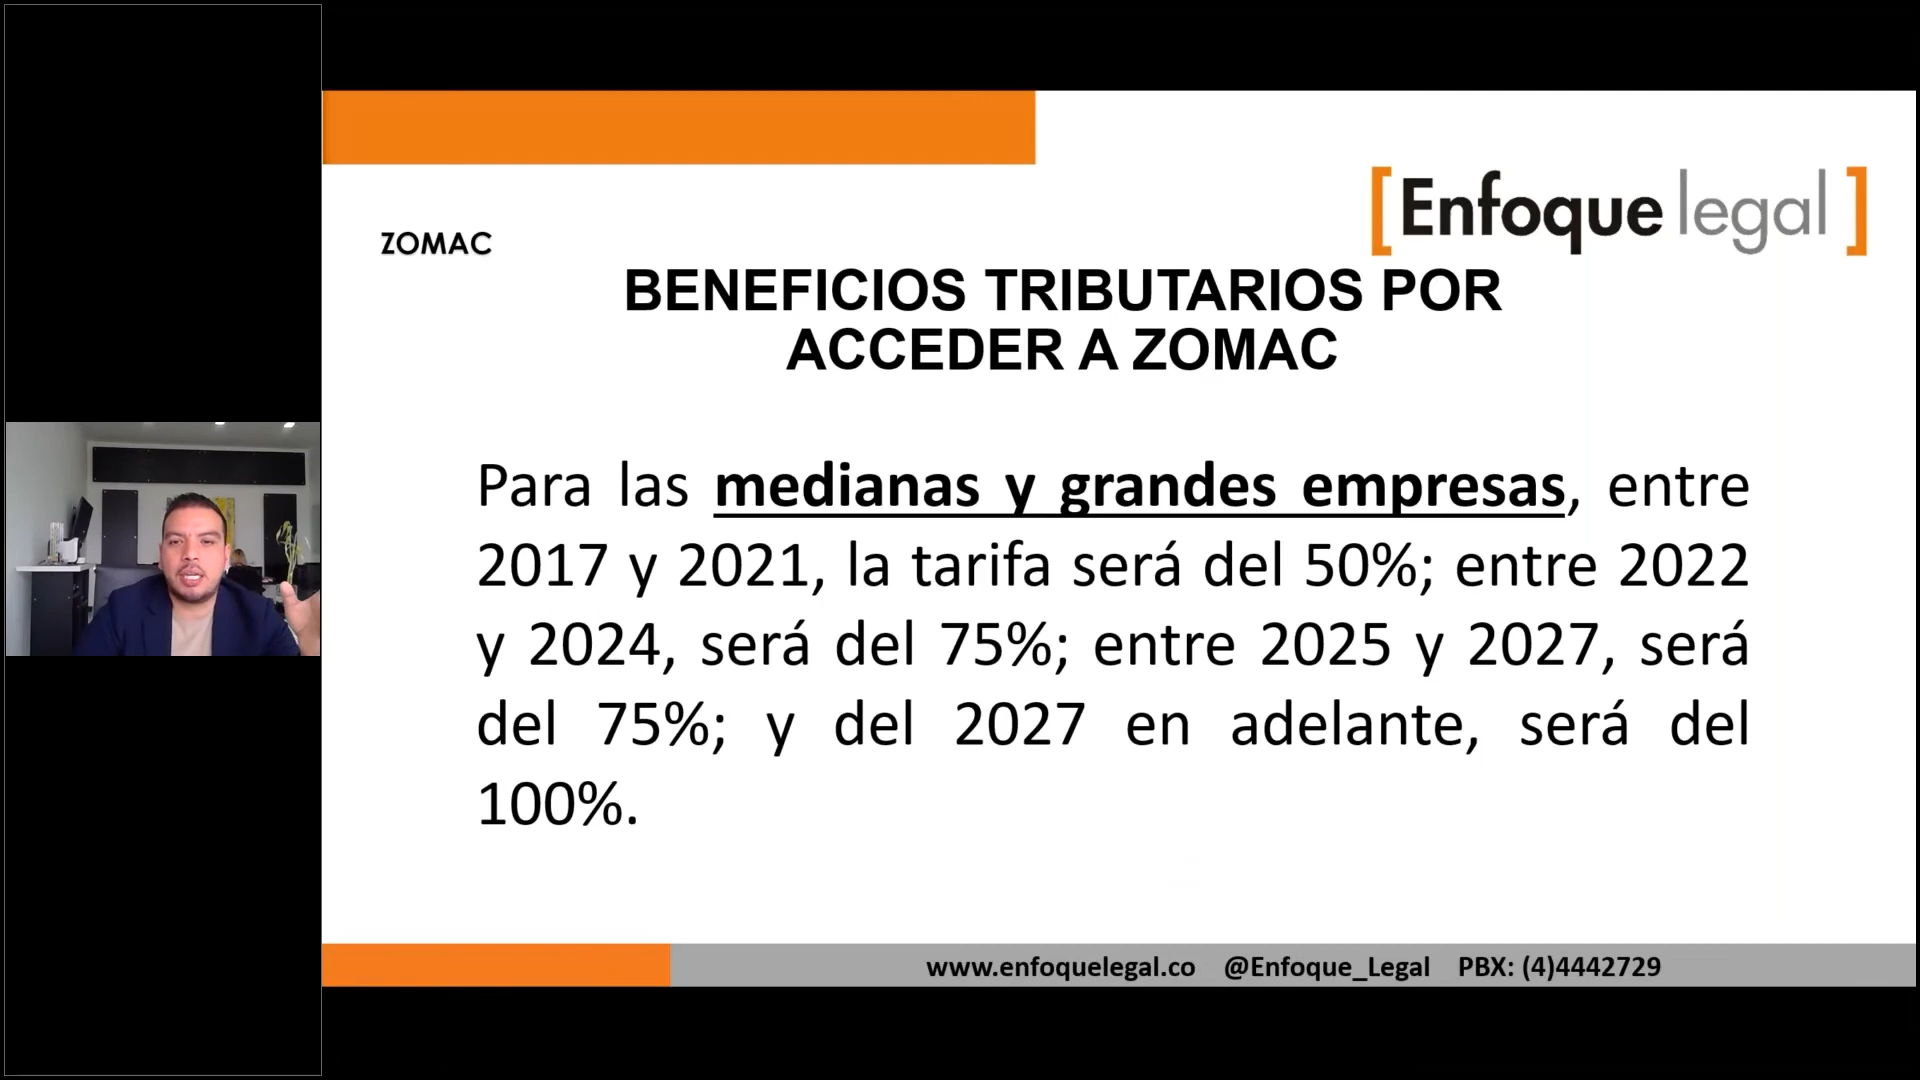 [Enfoque legal]
ZOMAC
BENEFICIOS TRIBUTARIOS POR
ACCEDER A ZOMAC
Para las medianas y grandes empresas, entre
2017 y 2021, la tarifa será del 50%; entre 2022
y 2024, será del 75%; entre 2025 y 2027, será
del 75%; y del 2027 en adelante, será del
100%.
www.enfoquelegal.co @Enfoque_Legal PBX: (4)4442729